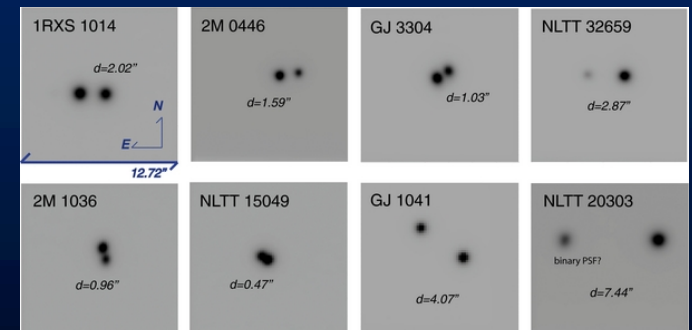 1RXS 1014
d=2.02"
N
E
12.72"
2M 0446
d=1.59"
GJ 3304
d=1.03"
NLTT 32659
d=2.87"
2M 1036
d=0.96"
NLTT 15049
d=0.47"
GJ 1041
d=4.07"
NLTT 20303
binary PSF?
d=7.44"